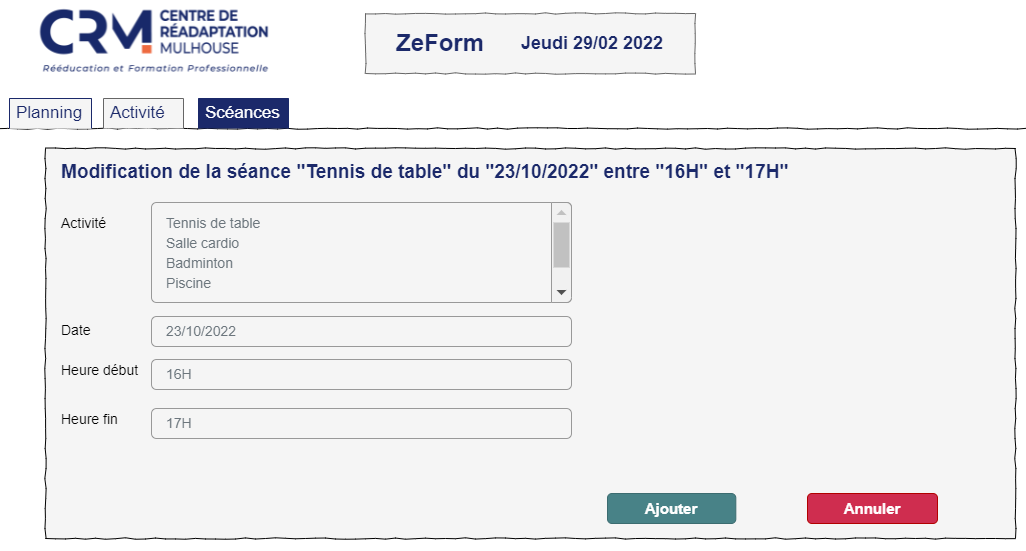 CRM CENTRE DE
RÉADAPTATION
MULHOUSE
Rééducation et Formation Professionnelle
ZeForm Jeudi 29/02 2022
Planning Activité Scéances
Modification de la séance "Tennis de table" du "23/10/2022" entre "16H" et "17H"
Activité Tennis de table
Salle cardio
Badminton
Piscine
Date 23/10/2022
Heure début 16H
Heure fin 17H
Ajouter Annuler